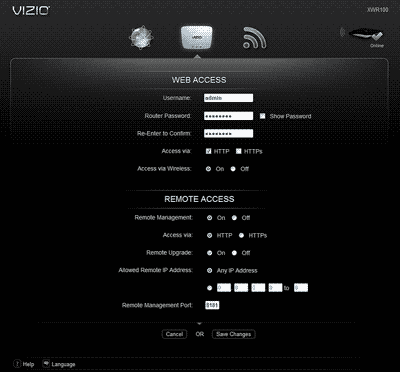 VIZIO
XWR100
Online
WEB ACCESS
Username: admin
Router Password: ●●●●●●●● Show Password
Re-Enter to Confirm: ●●●●●●●●
Access via: HTTP HTTPs
Access via Wireless: On Off
REMOTE ACCESS
Remote Management: On Off
Access via: HTTP HTTPs
Remote Upgrade: On Off
Allowed Remote IP Address: Any IP Address
0 0 0 0 to 0
Remote Management Port: 8181
Cancel OR Save Changes
? Help Language